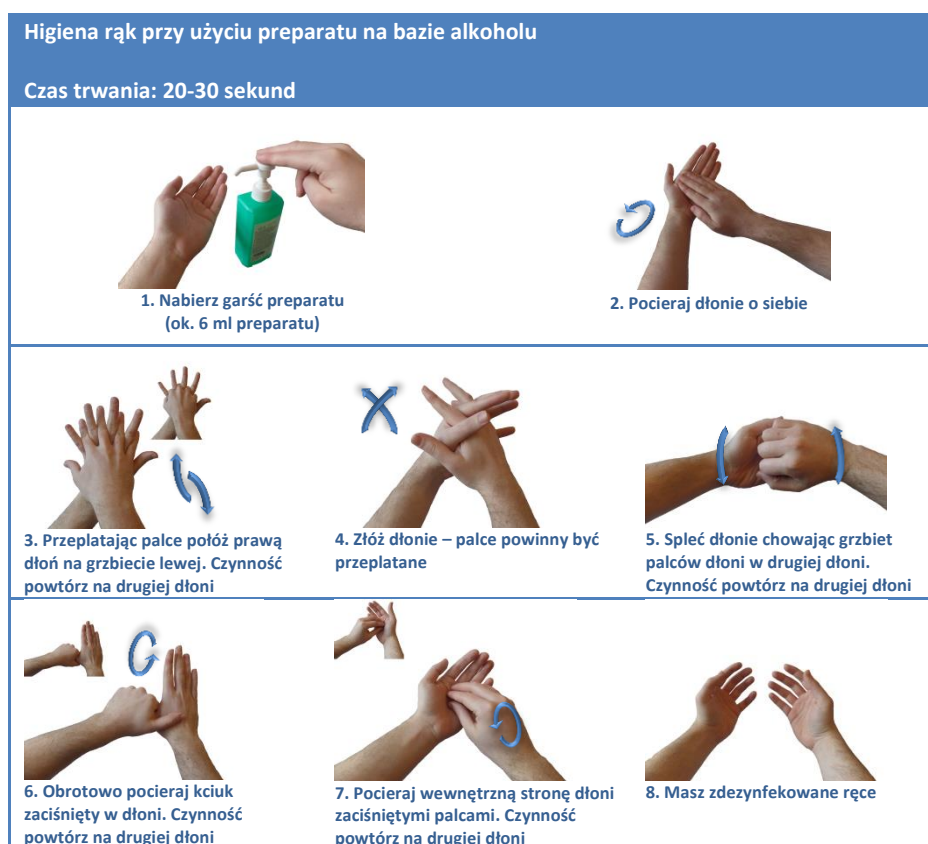 Higiena rąk przy użyciu preparatu na bazie alkoholu
Czas trwania: 20-30 sekund
1. Nabierz garść preparatu
(ok. 6 ml preparatu)
2. Pocieraj dłonie o siebie
3. Przeplatając palce połóż prawą
dłoń na grzbiecie lewej. Czynność
powtórz na drugiej dłoni
4. Złóż dłonie – palce powinny być
przeplatane
5. Spleć dłonie chowając grzbiet
palców dłoni w drugiej dłoni.
Czynność powtórz na drugiej dłoni
6. Obrotowo pocieraj kciuk
zaciśnięty w dłoni. Czynność
powtórz na drugiej dłoni
7. Pocieraj wewnętrzną stronę dłoni
zaciśniętymi palcami. Czynność
powtórz na drugiej dłoni
8. Masz zdezynfekowane ręce